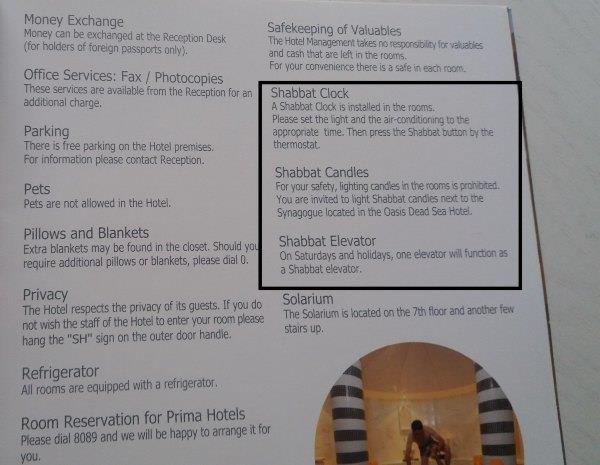 Money Exchange
Money can be exchanged at the Reception Desk
(for holders of foreign passports only).
Office Services: Fax / Photocopies
These services are available from the Reception for an
additional charge.
Parking
There is free parking on the Hotel premises.
For information please contact Reception.
Pets
Pets are not allowed in the Hotel.
Pillows and Blankets
Extra blankets may be found in the closet. Should you
require additional pillows or blankets, please dial 0.
Privacy
The Hotel respects the privacy of its guests. If you do
not wish the staff of the Hotel to enter your room please
hang the "SH" sign on the outer door handle.
Refrigerator
All rooms are equipped with a refrigerator.
Room Reservation for Prima Hotels
Please dial 8089 and we will be happy to arrange it for
you.
Safekeeping of Valuables
The Hotel Management takes no responsibility for valuables
and cash that are left in the rooms.
For your convenience there is a safe in each room.
Shabbat Clock
A Shabbat Clock is installed in the rooms.
Please set the light and the air-conditioning to the
appropriate time. Then press the Shabbat button by the
thermostat.
Shabbat Candles
For your safety, lighting candles in the rooms is prohibited.
You are invited to light Shabbat candles next to the
Synagogue located in the Oasis Dead Sea Hotel.
Shabbat Elevator
On Saturdays and holidays, one elevator will function as
a Shabbat elevator.
Solarium
The Solarium is located on the 7th floor and another few
stairs up.